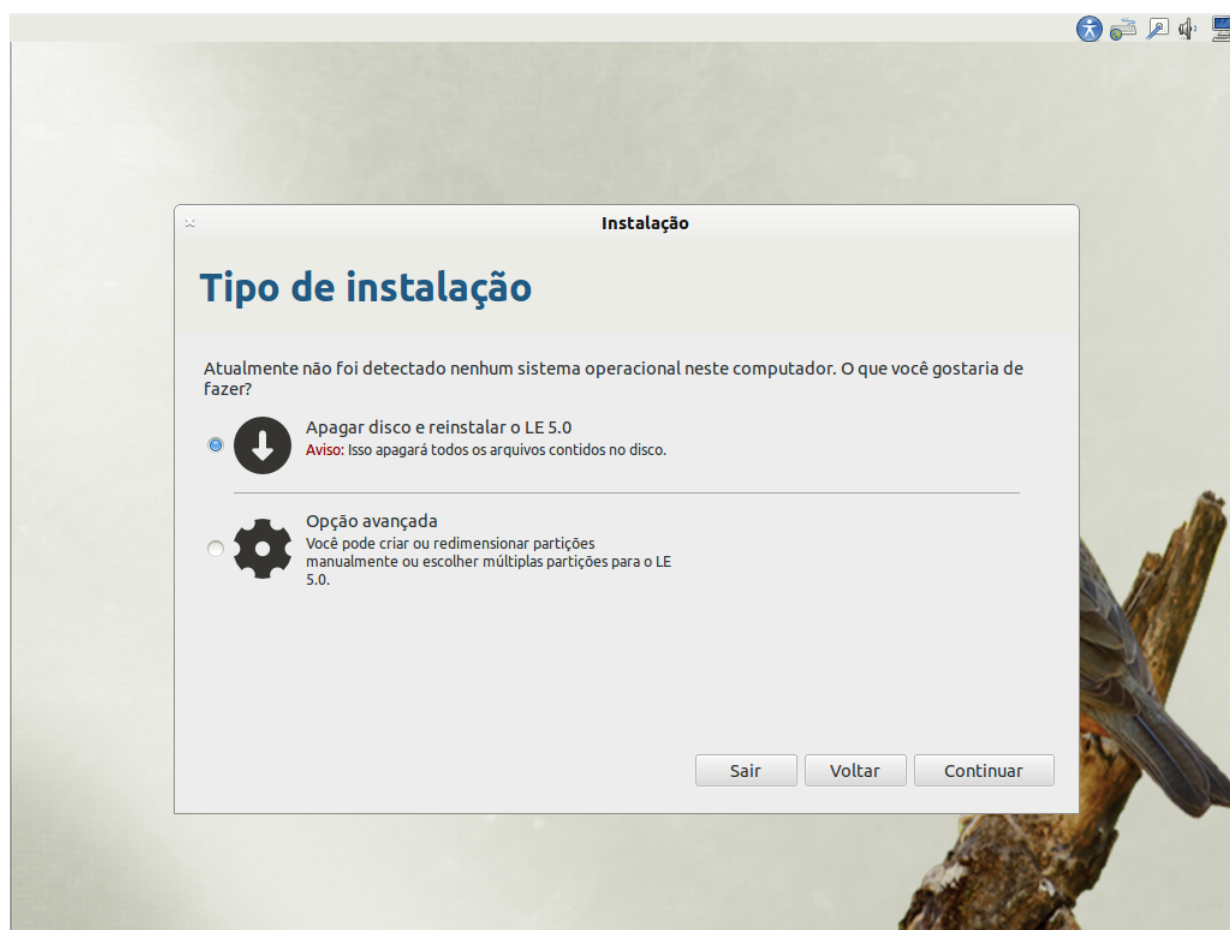 Instalação
Tipo de instalação
Atualmente não foi detectado nenhum sistema operacional neste computador. O que você gostaria de
fazer?
Apagar disco e reinstalar o LE 5.0
Aviso: Isso apagará todos os arquivos contidos no disco.
Opção avançada
Você pode criar ou redimensionar partições
manualmente ou escolher múltiplas partições para o LE
5.0.
Sair
Voltar
Continuar